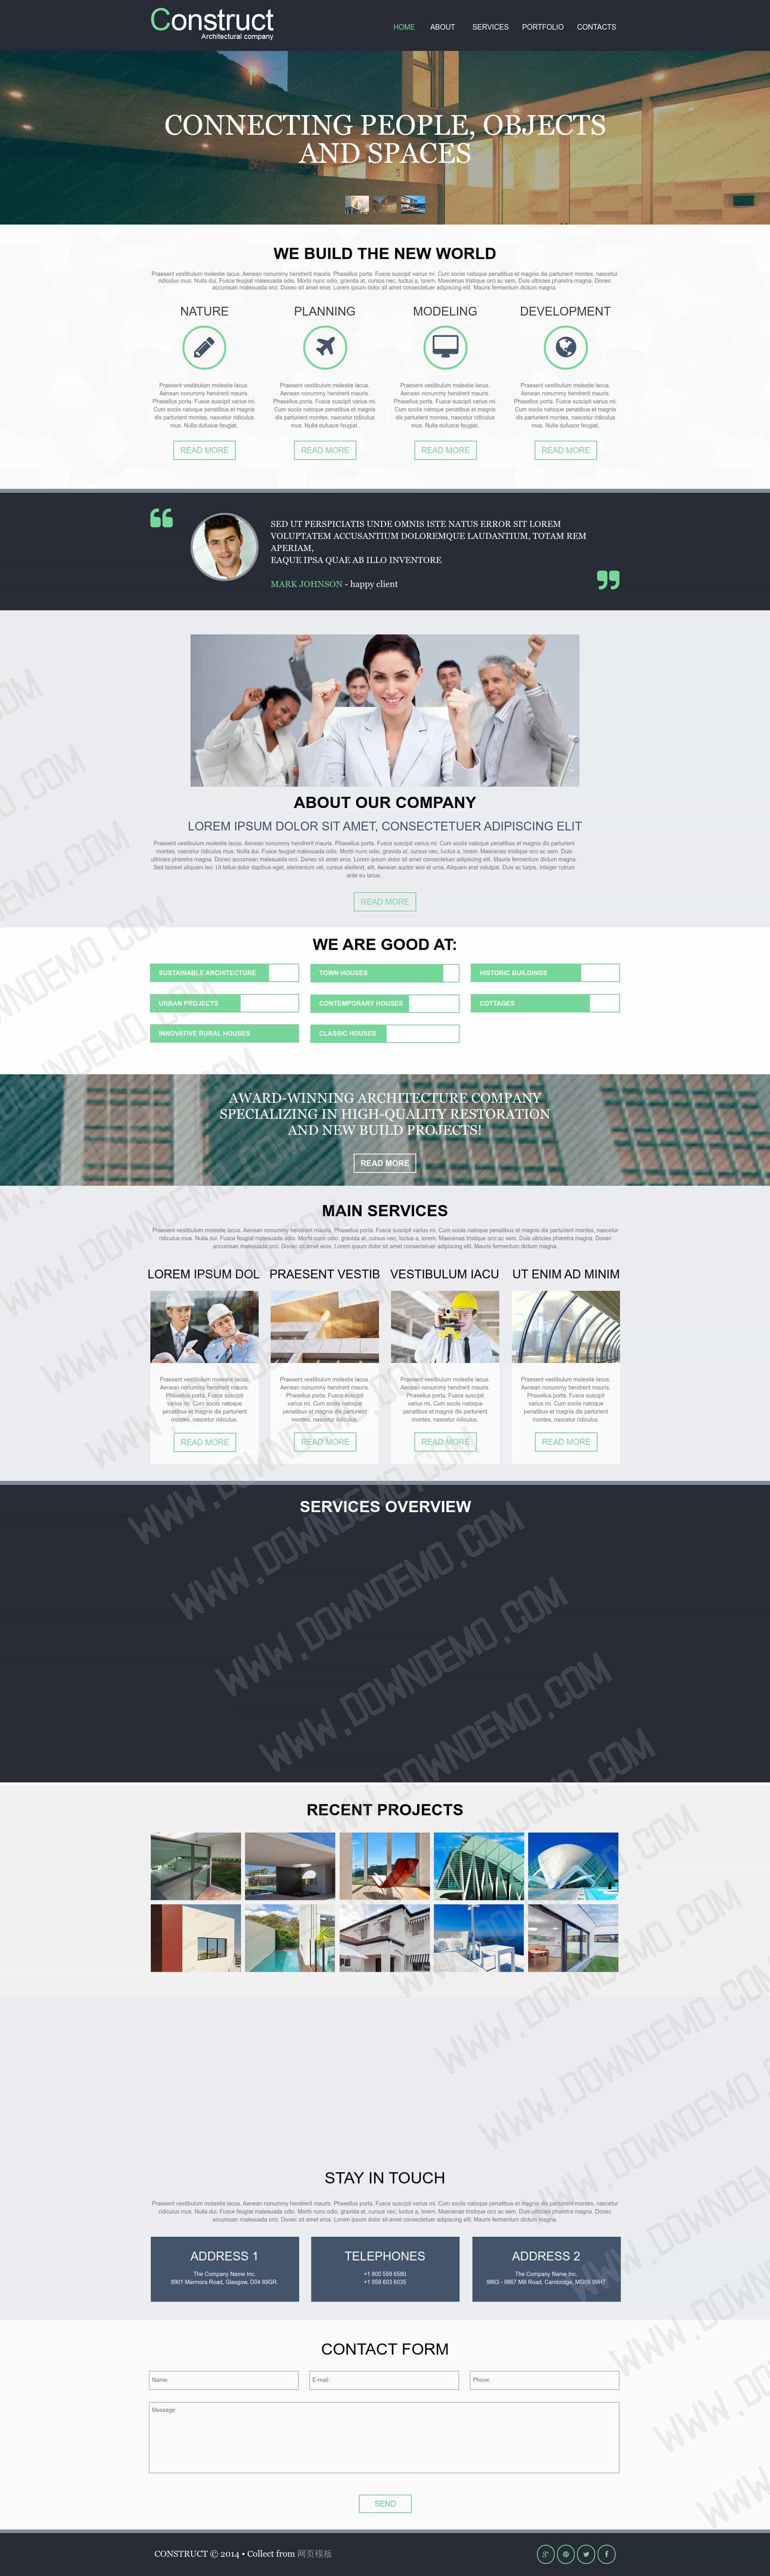 Construct
Architectural company
HOME ABOUT SERVICES PORTFOLIO CONTACTS
CONNECTING PEOPLE, OBJECTS
AND SPACES
WE BUILD THE NEW WORLD
Praesent vestibulum molestie lacus. Aenean nonummy hendrerit mauris. Phasellus porta. Fusce suscipit varius mi. Cum sociis natoque penatibus et magnis dis parturient montes, nascetur
ridiculus mus. Nulla dui. Fusce feugiat malesuada odio. Morbi nunc odio, gravida at, cursus nec, luctus a, lorem. Maecenas tristique orci ac sem. Duis ultricies pharetra magna. Donec
accumsan malesuada orci. Donec sit amet eros. Lorem ipsum dolor sit amet consectetuer adipiscing elit. Mauris fermentum dictum magna.
NATURE
Praesent vestibulum molestie lacus.
Aenean nonummy hendrerit mauris.
Phasellus porta. Fusce suscipit varius mi.
Cum sociis natoque penatibus et magnis
dis parturient montes, nascetur ridiculus
mus. Nulla dufusce feugiat.
READ MORE
PLANNING
Praesent vestibulum molestie lacus.
Aenean nonummy hendrerit mauris.
Phasellus porta. Fusce suscipit varius mi.
Cum sociis natoque penatibus et magnis
dis parturient montes, nascetur ridiculus
mus. Nulla dufusce feugiat.
READ MORE
MODELING
Praesent vestibulum molestie lacus.
Aenean nonummy hendrerit mauris.
Phasellus porta. Fusce suscipit varius mi.
Cum sociis natoque penatibus et magnis
dis parturient montes, nascetur ridiculus
mus. Nulla dufusce feugiat.
READ MORE
DEVELOPMENT
Praesent vestibulum molestie lacus.
Aenean nonummy hendrerit mauris.
Phasellus porta. Fusce suscipit varius mi.
Cum sociis natoque penatibus et magnis
dis parturient montes, nascetur ridiculus
mus. Nulla dufusce feugiat.
READ MORE
SED UT PERSPICIATIS UNDE OMNIS ISTE NATUS ERROR SIT LOREM
VOLUPTATEM ACCUSANTIUM DOLOREMQUE LAUDANTIUM, TOTAM REM
APERIAM,
EAQUE IPSA QUAE AB ILLO INVENTORE
MARK JOHNSON - happy client
ABOUT OUR COMPANY
LOREM IPSUM DOLOR SIT AMET, CONSECTETUER ADIPISCING ELIT
Praesent vestibulum molestie lacus. Aenean nonummy hendrerit mauris. Phasellus porta. Fusce suscipit varius mi. Cum sociis natoque penatibus et magnis dis parturient
montes, nascetur ridiculus mus. Nulla dui. Fusce feugiat malesuada odio. Morbi nunc odio, gravida at, cursus nec, luctus a, lorem. Maecenas tristique orci ac sem. Duis
ultricies pharetra magna. Donec accumsan malesuada orci. Donec sit amet eros. Lorem ipsum dolor sit amet consectetuer adipiscing elit. Mauris fermentum dictum magna.
Sed laoreet aliquam leo. Ut tellus dolor dapibus eget, elementum vel, cursus eleifend, elit. Aenean auctor wisi et urna. Aliquam erat volutpat. Duis ac turpis. Integer rutrum
ante eu lacus.
READ MORE
WE ARE GOOD AT:
SUSTAINABLE ARCHITECTURE
TOWN HOUSES
HISTORIC BUILDINGS
URBAN PROJECTS
CONTEMPORARY HOUSES
COTTAGES
INNOVATIVE RURAL HOUSES
CLASSIC HOUSES
AWARD-WINNING ARCHITECTURE COMPANY
SPECIALIZING IN HIGH-QUALITY RESTORATION
AND NEW BUILD PROJECTS!
READ MORE
MAIN SERVICES
Praesent vestibulum molestie lacus. Aenean nonummy hendrerit mauris. Phasellus porta. Fusce suscipit varius mi. Cum sociis natoque penatibus et magnis dis parturient montes, nascetur
ridiculus mus. Nulla dui. Fusce feugiat malesuada odio. Morbi nunc odio, gravida at, cursus nec, luctus a, lorem. Maecenas tristique orci ac sem. Duis ultricies pharetra magna. Donec
accumsan malesuada orci. Donec sit amet eros. Lorem ipsum dolor sit amet consectetuer adipiscing elit. Mauris fermentum dictum magna.
LOREM IPSUM DOL
Praesent vestibulum molestie lacus.
Aenean nonummy hendrerit mauris.
Phasellus porta. Fusce suscipit
varius mi. Cum sociis natoque
penatibus et magnis dis parturient
montes, nascetur ridiculus.
READ MORE
PRAESENT VESTIB
Praesent vestibulum molestie lacus.
Aenean nonummy hendrerit mauris.
Phasellus porta. Fusce suscipit
varius mi. Cum sociis natoque
penatibus et magnis dis parturient
montes, nascetur ridiculus.
READ MORE
VESTIBULUM IACU
Praesent vestibulum molestie lacus.
Aenean nonummy hendrerit mauris.
Phasellus porta. Fusce suscipit
varius mi. Cum sociis natoque
penatibus et magnis dis parturient
montes, nascetur ridiculus.
READ MORE
UT ENIM AD MINIM
Praesent vestibulum molestie lacus.
Aenean nonummy hendrerit mauris.
Phasellus porta. Fusce suscipit
varius mi. Cum sociis natoque
penatibus et magnis dis parturient
montes, nascetur ridiculus.
READ MORE
SERVICES OVERVIEW
WWW.DOWNDEMO.COM
RECENT PROJECTS
STAY IN TOUCH
Praesent vestibulum molestie lacus. Aenean nonummy hendrerit mauris. Phasellus porta. Fusce suscipit varius mi. Cum sociis natoque penatibus et magnis dis parturient montes, nascetur
ridiculus mus. Nulla dui. Fusce feugiat malesuada odio. Morbi nunc odio, gravida at, cursus nec, luctus a, lorem. Maecenas tristique orci ac sem. Duis ultricies pharetra magna. Donec
accumsan malesuada orci. Donec sit amet eros. Lorem ipsum dolor sit amet consectetuer adipiscing elit. Mauris fermentum dictum magna.
ADDRESS 1
The Company Name Inc.
8901 Marmora Road, Glasgow, D04 89GR.
TELEPHONES
+1 800 559 6580
+1 959 603 6035
ADDRESS 2
The Company Name Inc.
9863 - 9867 Mill Road, Cambridge, MG09 99HT
CONTACT FORM
Name:
E-mail:
Phone:
Message:
SEND
CONSTRUCT © 2014 • Collect from 网页模板